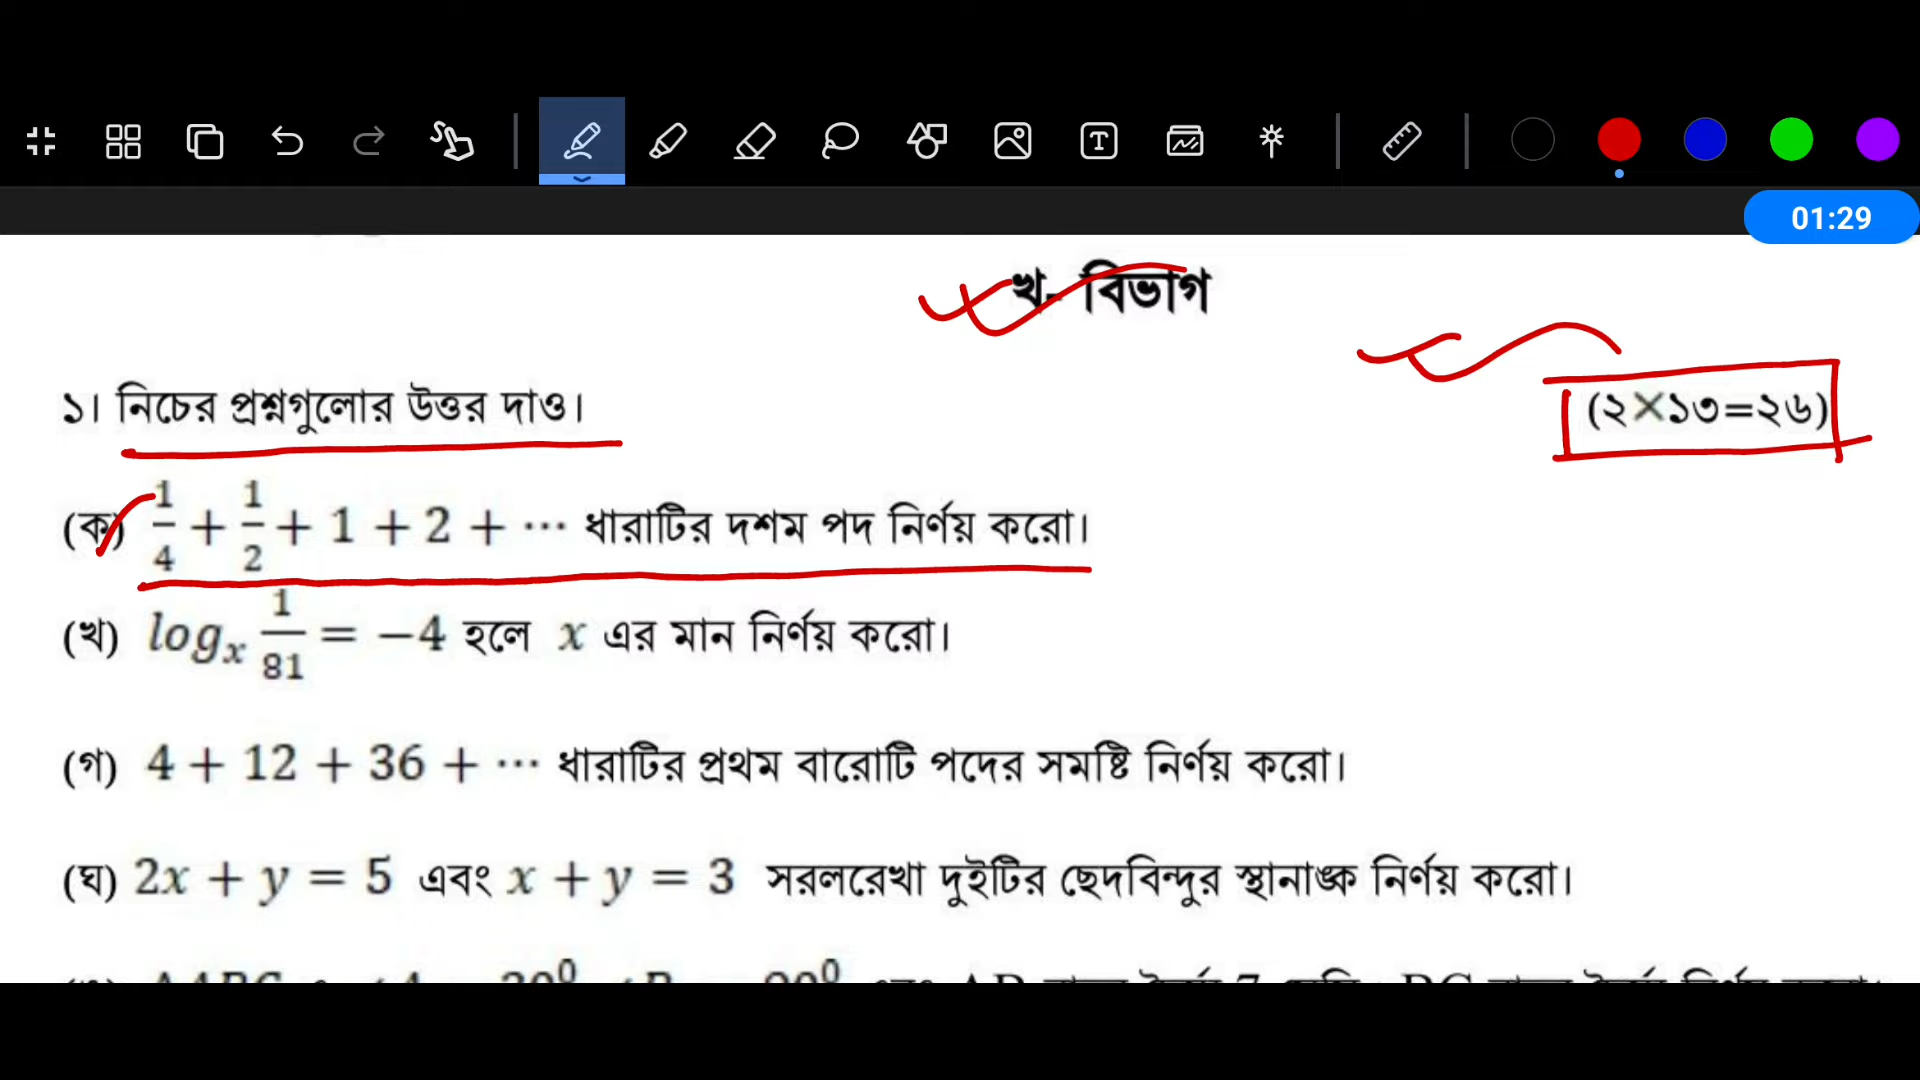 01:29
খ- বিভাগ
১। নিচের প্রশ্নগুলোর উত্তর দাও। (২×১৩=২৬)
(ক) 1/4 + 1/2 + 1 + 2 + ⋯ ধারাটির দশম পদ নির্ণয় করো।
(খ) log_x 1/81 = −4 হলে x এর মান নির্ণয় করো।
(গ) 4 + 12 + 36 + ⋯ ধারাটির প্রথম বারোটি পদের সমষ্টি নির্ণয় করো।
(ঘ) 2x + y = 5 এবং x + y = 3 সরলরেখা দুইটির ছেদবিন্দুর স্থানাঙ্ক নির্ণয় করো।